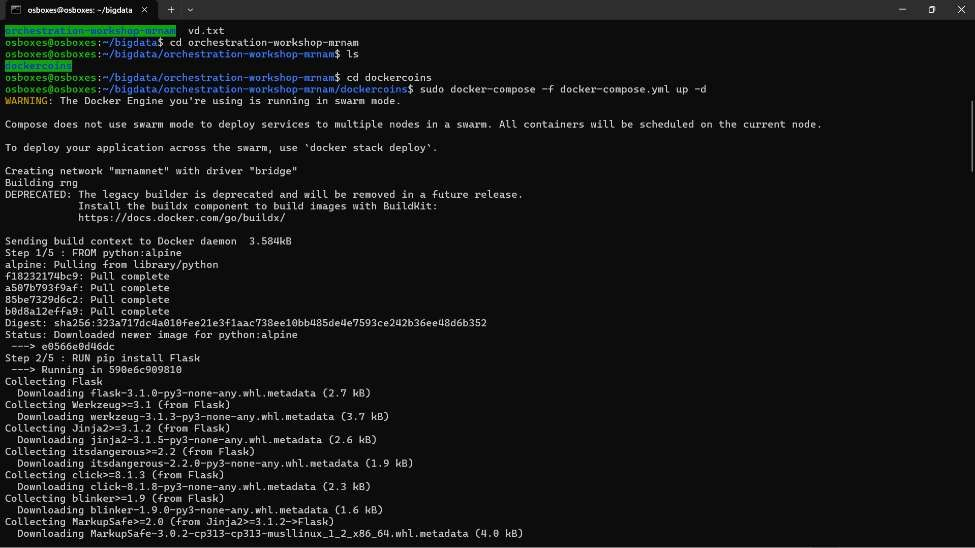 osboxes@osboxes: ~/bigdata
orchestration-workshop-mrnam  vd.txt
osboxes@osboxes:~/bigdata$ cd orchestration-workshop-mrnam
osboxes@osboxes:~/bigdata/orchestration-workshop-mrnam$ ls
dockercoins
osboxes@osboxes:~/bigdata/orchestration-workshop-mrnam$ cd dockercoins
osboxes@osboxes:~/bigdata/orchestration-workshop-mrnam/dockercoins$ sudo docker-compose -f docker-compose.yml up -d
WARNING: The Docker Engine you're using is running in swarm mode.

Compose does not use swarm mode to deploy services to multiple nodes in a swarm. All containers will be scheduled on the current node.

To deploy your application across the swarm, use `docker stack deploy`.

Creating network "mrnamnet" with driver "bridge"
Building rng
DEPRECATED: The legacy builder is deprecated and will be removed in a future release.
            Install the buildx component to build images with BuildKit:
            https://docs.docker.com/go/buildx/

Sending build context to Docker daemon  3.584kB
Step 1/5 : FROM python:alpine
alpine: Pulling from library/python
f18232174bc9: Pull complete
a507b793f9af: Pull complete
85be7329d6c2: Pull complete
b0d8a12effa9: Pull complete
Digest: sha256:323a717dc4a010fee21e3f1aac738ee10bb485de4e7593ce242b36ee48d6b352
Status: Downloaded newer image for python:alpine
 ---> e0566e0d46dc
Step 2/5 : RUN pip install Flask
 ---> Running in 590e6c909810
Collecting Flask
  Downloading flask-3.1.0-py3-none-any.whl.metadata (2.7 kB)
Collecting Werkzeug>=3.1 (from Flask)
  Downloading werkzeug-3.1.3-py3-none-any.whl.metadata (3.7 kB)
Collecting Jinja2>=3.1.2 (from Flask)
  Downloading jinja2-3.1.5-py3-none-any.whl.metadata (2.6 kB)
Collecting itsdangerous>=2.2 (from Flask)
  Downloading itsdangerous-2.2.0-py3-none-any.whl.metadata (1.9 kB)
Collecting click>=8.1.3 (from Flask)
  Downloading click-8.1.8-py3-none-any.whl.metadata (2.3 kB)
Collecting blinker>=1.9 (from Flask)
  Downloading blinker-1.9.0-py3-none-any.whl.metadata (1.6 kB)
Collecting MarkupSafe>=2.0 (from Jinja2>=3.1.2->Flask)
  Downloading MarkupSafe-3.0.2-cp313-cp313-musllinux_1_2_x86_64.whl.metadata (4.0 kB)